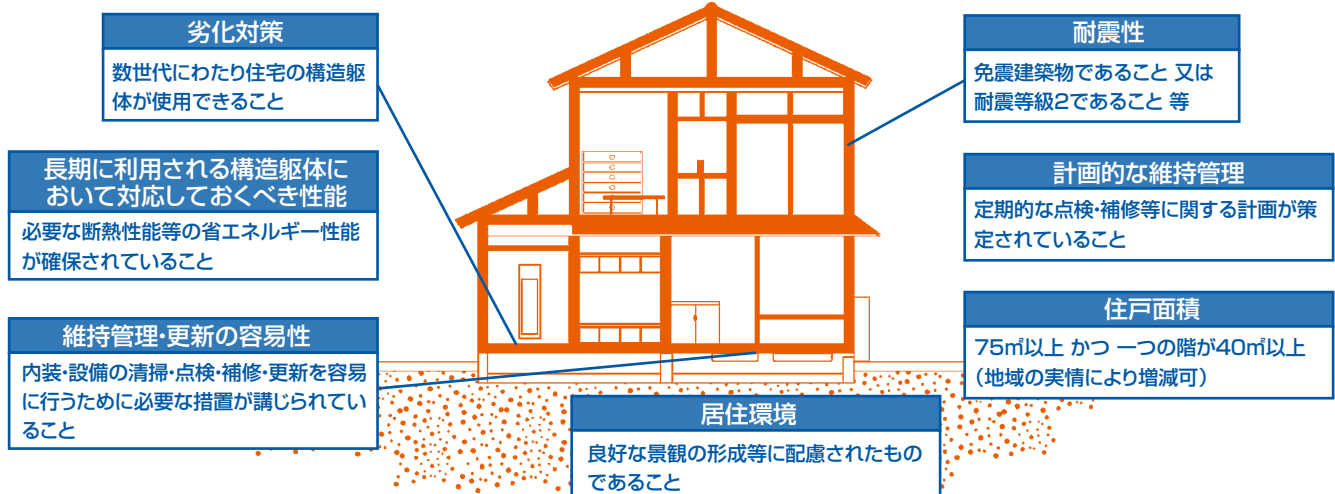 劣化対策
数世代にわたり住宅の構造躯
体が使用できること
長期に利用される構造躯体に
おいて対応しておくべき性能
必要な断熱性能等の省エネルギー性能
が確保されていること
維持管理・更新の容易性
内装・設備の清掃・点検・補修・更新を容易
に行うために必要な措置が講じられてい
ること
耐震性
免震建築物であること 又は
耐震等級2であること 等
計画的な維持管理
定期的な点検・補修等に関する計画が策
定されていること
住戸面積
75㎡以上 かつ 一つの階が40㎡以上
（地域の実情により増減可）
居住環境
良好な景観の形成等に配慮されたもの
であること